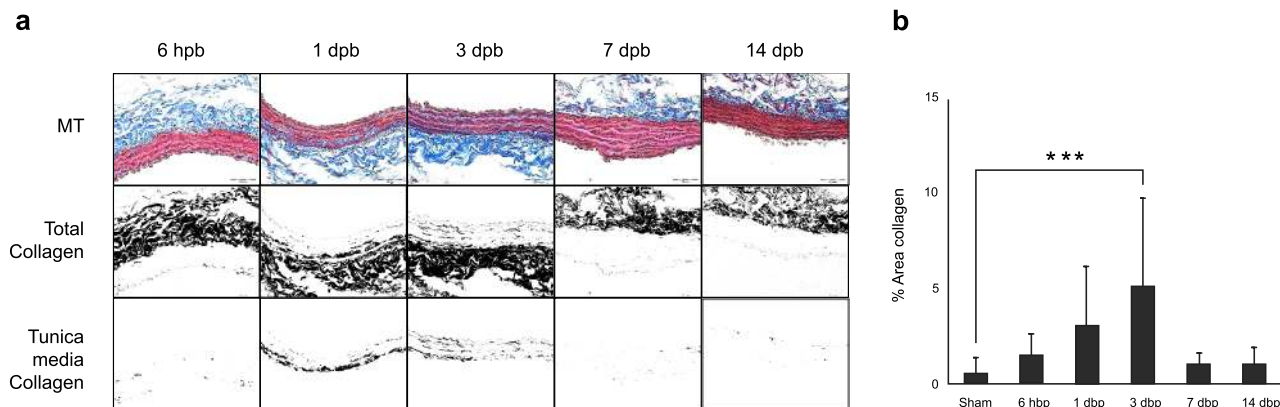 a
6 hpb 1 dpb 3 dpb 7 dpb 14 dpb
MT
Total
Collagen
Tunica
media
Collagen
b
% Area collagen
15
10
5
0
***
Sham 6 hbp 1 dbp 3 dbp 7 dbp 14 dbp